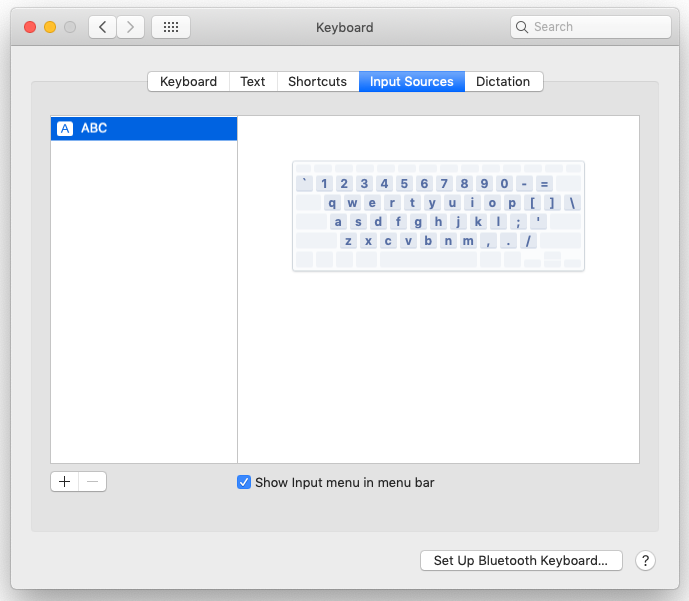 Keyboard
Search
Keyboard Text Shortcuts Input Sources Dictation
A ABC
` 1 2 3 4 5 6 7 8 9 0 - =
q w e r t y u i o p [ ] \
a s d f g h j k l ; '
z x c v b n m , . /
+ −
Show Input menu in menu bar
Set Up Bluetooth Keyboard... ?